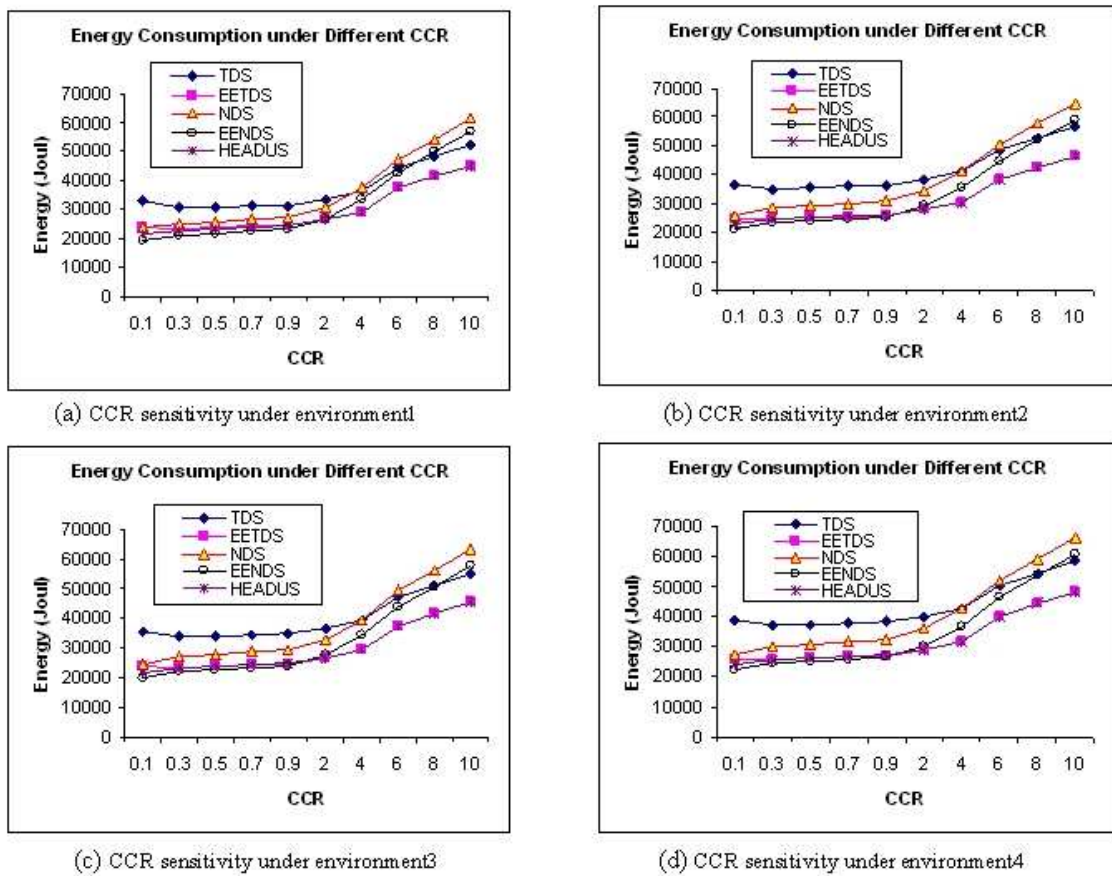 Energy Consumption under Different CCR
TDS
EETDS
NDS
EENDS
HEADUS
Energy (Joul)
70000
60000
50000
40000
30000
20000
10000
0
0.1 0.3 0.5 0.7 0.9 2 4 6 8 10
CCR
(a) CCR sensitivity under environment1
Energy Consumption under Different CCR
TDS
EETDS
NDS
EENDS
HEADUS
Energy (Joul)
70000
60000
50000
40000
30000
20000
10000
0
0.1 0.3 0.5 0.7 0.9 2 4 6 8 10
CCR
(b) CCR sensitivity under environment2
Energy Consumption under Different CCR
TDS
EETDS
NDS
EENDS
HEADUS
Energy (Joul)
70000
60000
50000
40000
30000
20000
10000
0
0.1 0.3 0.5 0.7 0.9 2 4 6 8 10
CCR
(c) CCR sensitivity under environment3
Energy Consumption under Different CCR
TDS
EETDS
NDS
EENDS
HEADUS
Energy (Joul)
70000
60000
50000
40000
30000
20000
10000
0
0.1 0.3 0.5 0.7 0.9 2 4 6 8 10
CCR
(d) CCR sensitivity under environment4